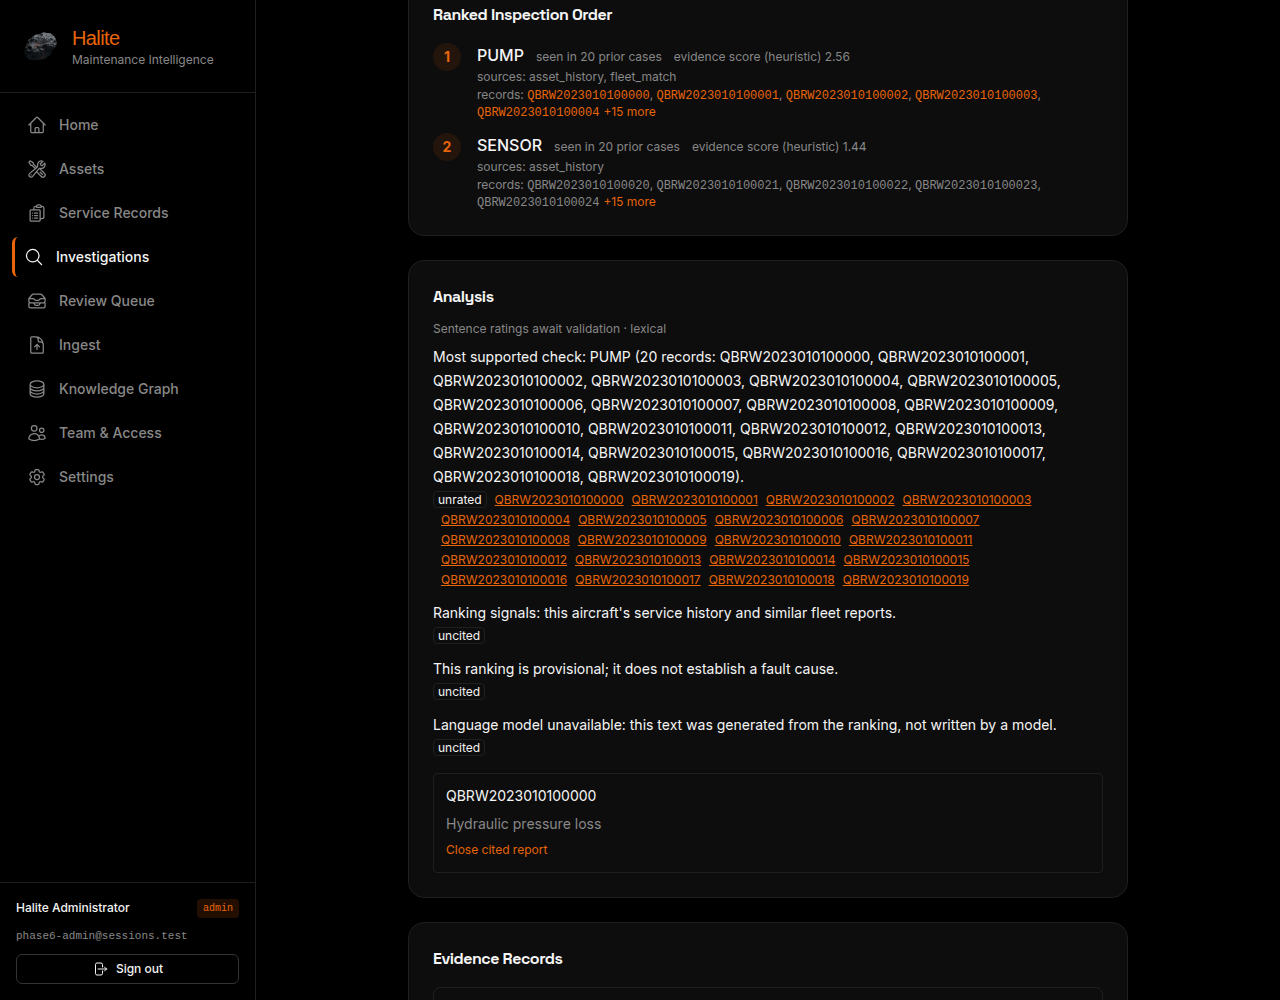 Halite
Maintenance Intelligence
Home
Assets
Service Records
Investigations
Review Queue
Ingest
Knowledge Graph
Team & Access
Settings
Halite Administrator
admin
phase6-admin@sessions.test
Sign out
Ranked Inspection Order
1
PUMP seen in 20 prior cases evidence score (heuristic) 2.56
sources: asset_history, fleet_match
records: QBRW2023010100000, QBRW2023010100001, QBRW2023010100002, QBRW2023010100003,
QBRW2023010100004 +15 more
2
SENSOR seen in 20 prior cases evidence score (heuristic) 1.44
sources: asset_history
records: QBRW2023010100020, QBRW2023010100021, QBRW2023010100022, QBRW2023010100023,
QBRW2023010100024 +15 more
Analysis
Sentence ratings await validation · lexical
Most supported check: PUMP (20 records: QBRW2023010100000, QBRW2023010100001,
QBRW2023010100002, QBRW2023010100003, QBRW2023010100004, QBRW2023010100005,
QBRW2023010100006, QBRW2023010100007, QBRW2023010100008, QBRW2023010100009,
QBRW2023010100010, QBRW2023010100011, QBRW2023010100012, QBRW2023010100013,
QBRW2023010100014, QBRW2023010100015, QBRW2023010100016, QBRW2023010100017,
QBRW2023010100018, QBRW2023010100019).
unrated QBRW2023010100000 QBRW2023010100001 QBRW2023010100002 QBRW2023010100003
QBRW2023010100004 QBRW2023010100005 QBRW2023010100006 QBRW2023010100007
QBRW2023010100008 QBRW2023010100009 QBRW2023010100010 QBRW2023010100011
QBRW2023010100012 QBRW2023010100013 QBRW2023010100014 QBRW2023010100015
QBRW2023010100016 QBRW2023010100017 QBRW2023010100018 QBRW2023010100019
Ranking signals: this aircraft's service history and similar fleet reports.
uncited
This ranking is provisional; it does not establish a fault cause.
uncited
Language model unavailable: this text was generated from the ranking, not written by a model.
uncited
QBRW2023010100000
Hydraulic pressure loss
Close cited report
Evidence Records